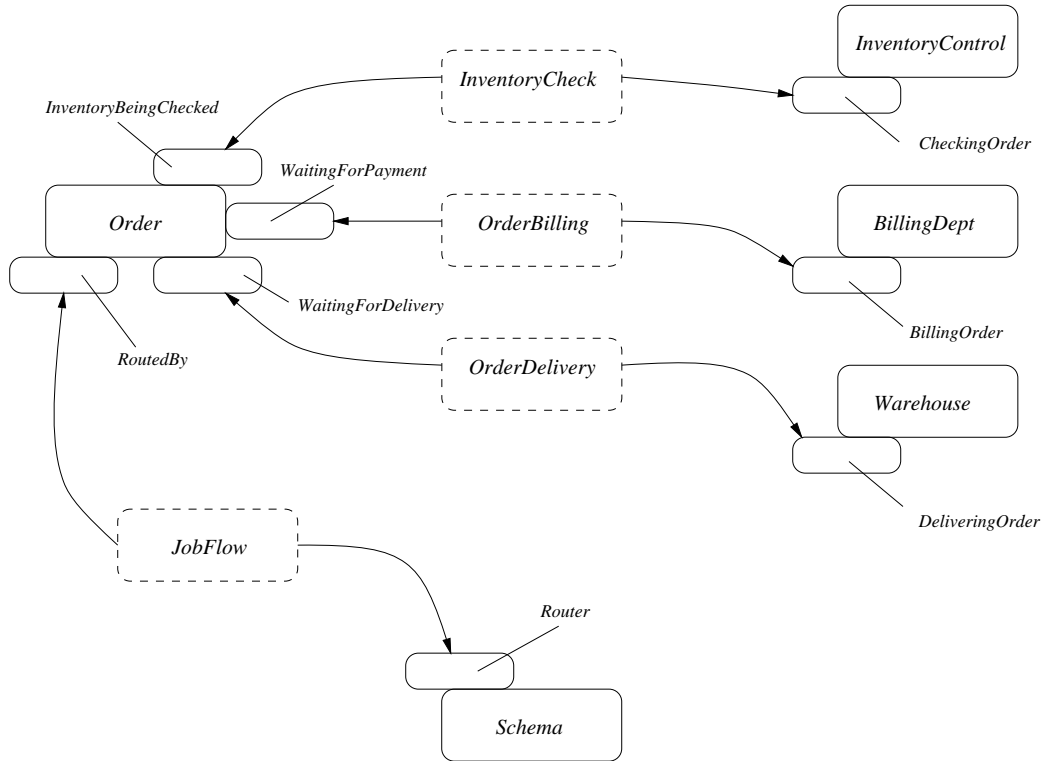 InventoryControl
InventoryCheck
InventoryBeingChecked
CheckingOrder
WaitingForPayment
Order
OrderBilling
BillingDept
WaitingForDelivery
BillingOrder
RoutedBy
OrderDelivery
Warehouse
DeliveringOrder
JobFlow
Router
Schema